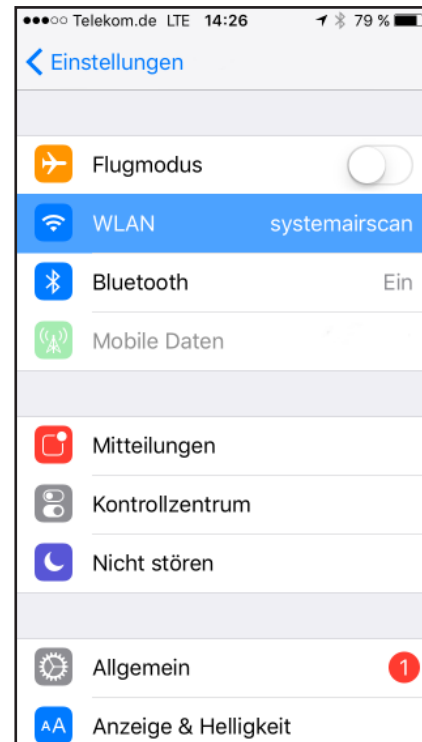 Telekom.de LTE 14:26 79 %
Einstellungen
Flugmodus
WLAN systemairscan
Bluetooth Ein
Mobile Daten
Mitteilungen
Kontrollzentrum
Nicht stören
Allgemein 1
AA Anzeige & Helligkeit